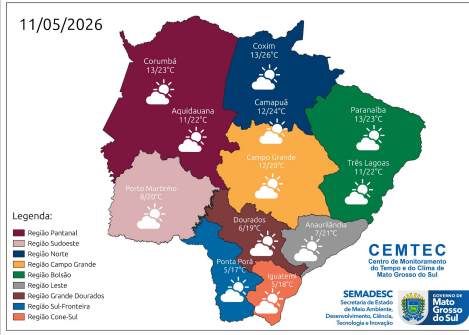 11/05/2026
Coxim
13/26°C
Corumbá
13/23°C
Camapuã
12/24°C
Aquidauana
11/22°C
Paranaíba
13/23°C
Campo Grande
12/20°C
Três Lagoas
11/22°C
Porto Murtinho
8/20°C
Dourados
6/19°C
Anaurilândia
7/21°C
Ponta Porã
5/17°C
Iguatemi
5/18°C
Legenda:
Região Pantanal
Região Sudoeste
Região Norte
Região Campo Grande
Região Bolsão
Região Leste
Região Grande Dourados
Região Sul-Fronteira
Região Cone-Sul
CEMTEC
Centro de Monitoramento
do Tempo e do Clima de
Mato Grosso do Sul
SEMADESC
Secretaria de Estado
de Meio Ambiente,
Desenvolvimento, Ciência,
Tecnologia e Inovação
GOVERNO DE
Mato
Grosso
do Sul